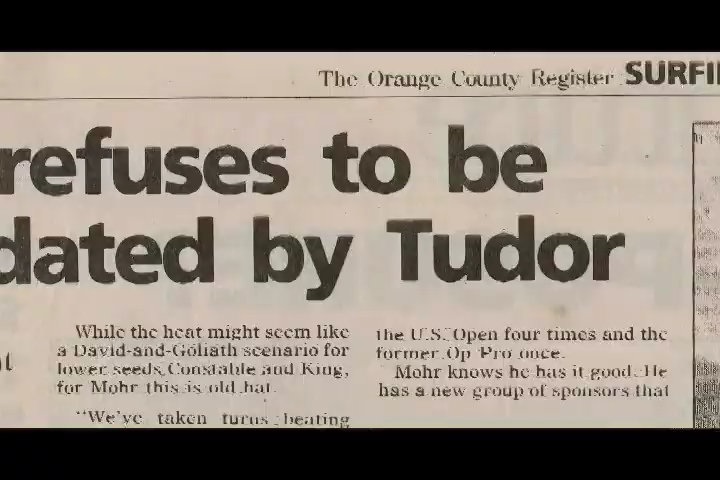 The Orange County Register SURFI
refuses to be
dated by Tudor
While the heat might seem like
a David-and-Goliath scenario for
lower seeds Constable and King,
for Mohr this is old hat.
"We've taken turns beating
the U.S. Open four times and the
former Op Pro once.
Mohr knows he has it good. He
has a new group of sponsors that